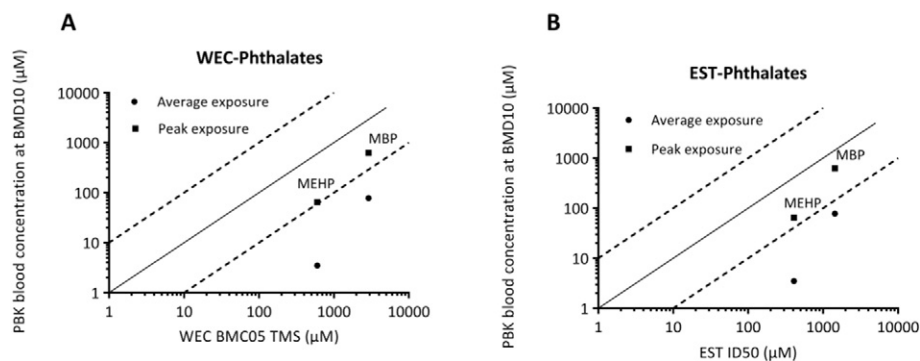 A
WEC-Phthalates
PBK blood concentration at BMD10 (µM)
10000
1000
100
10
1
Average exposure
Peak exposure
MBP
MEHP
1
10
100
1000
10000
WEC BMC05 TMS (µM)
B
EST-Phthalates
PBK blood concentration at BMD10 (µM)
10000
1000
100
10
1
Average exposure
Peak exposure
MBP
MEHP
1
10
100
1000
10000
EST ID50 (µM)